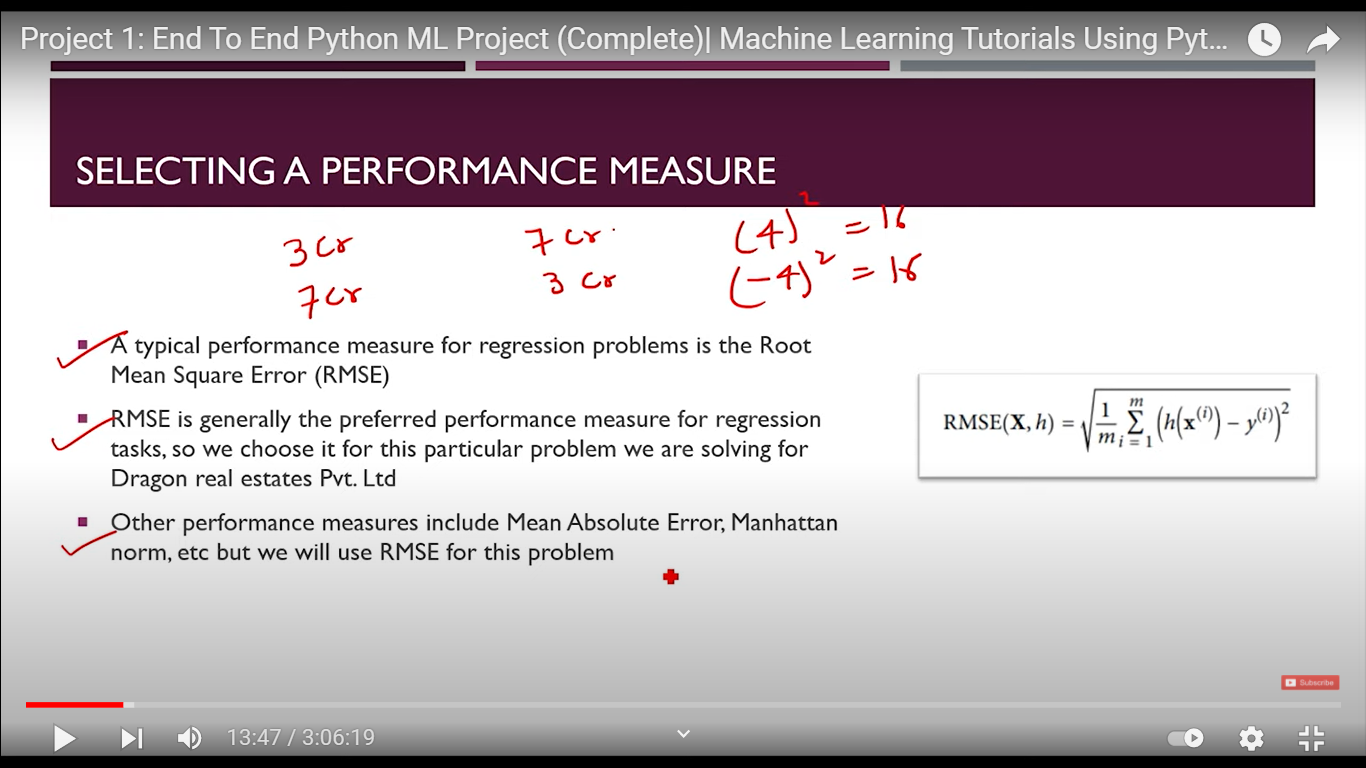 Project 1: End To End Python ML Project (Complete)| Machine Learning Tutorials Using Pyt...
SELECTING A PERFORMANCE MEASURE
3 Cr 7 Cr (4)² = 16
7 Cr 3 Cr (-4)² = 16
A typical performance measure for regression problems is the Root
Mean Square Error (RMSE)
RMSE is generally the preferred performance measure for regression
tasks, so we choose it for this particular problem we are solving for
Dragon real estates Pvt. Ltd
Other performance measures include Mean Absolute Error, Manhattan
norm, etc but we will use RMSE for this problem
RMSE(X, h) = √(1/m ∑_{i=1}^{m} (h(x^{(i)}) − y^{(i)})²)
Subscribe
13:47 / 3:06:19